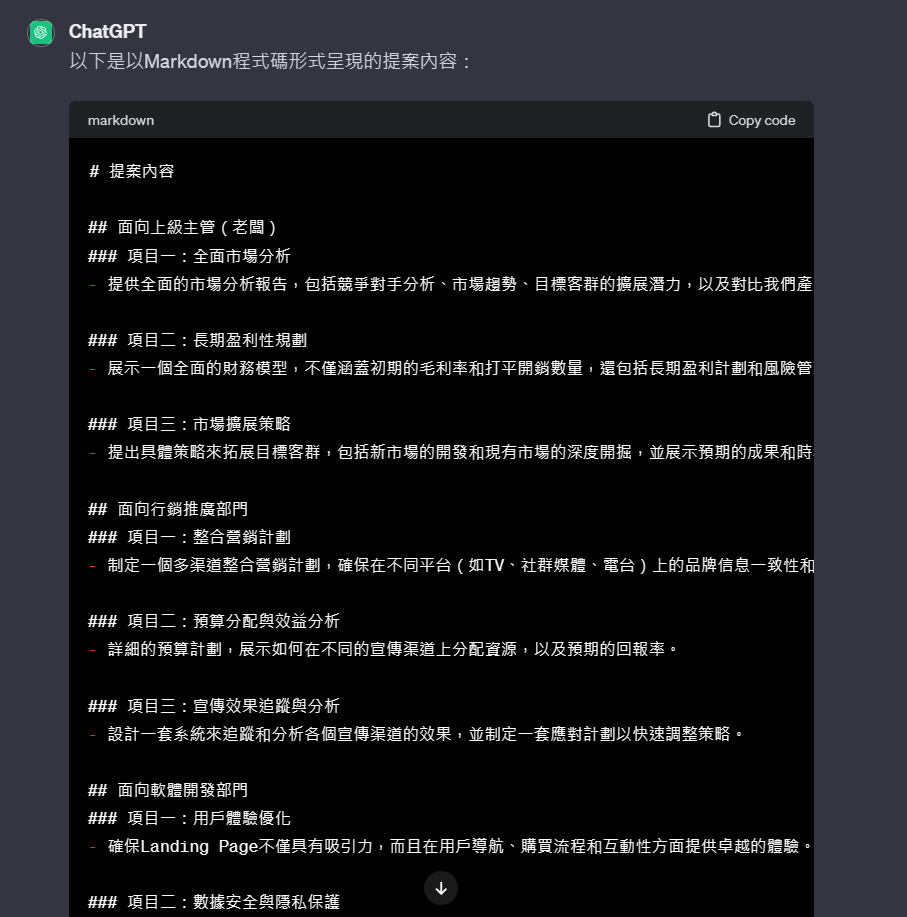 ChatGPT
以下是以Markdown程式碼形式呈現的提案內容：
markdown
Copy code
# 提案內容
## 面向上級主管（老闆）
### 項目一：全面市場分析
- 提供全面的市場分析報告，包括競爭對手分析、市場趨勢、目標客群的擴展潛力，以及對比我們產
### 項目二：長期盈利性規劃
- 展示一個全面的財務模型，不僅涵蓋初期的毛利率和打平開銷數量，還包括長期盈利計劃和風險管
### 項目三：市場擴展策略
- 提出具體策略來拓展目標客群，包括新市場的開發和現有市場的深度開掘，並展示預期的成果和時
## 面向行銷推廣部門
### 項目一：整合營銷計劃
- 制定一個多渠道整合營銷計劃，確保在不同平台（如TV、社群媒體、電台）上的品牌信息一致性和
### 項目二：預算分配與效益分析
- 詳細的預算計劃，展示如何在不同的宣傳渠道上分配資源，以及預期的回報率。
### 項目三：宣傳效果追蹤與分析
- 設計一套系統來追蹤和分析各個宣傳渠道的效果，並制定一套應對計劃以快速調整策略。
## 面向軟體開發部門
### 項目一：用戶體驗優化
- 確保Landing Page不僅具有吸引力，而且在用戶導航、購買流程和互動性方面提供卓越的體驗。
### 項目二：數據安全與隱私保護